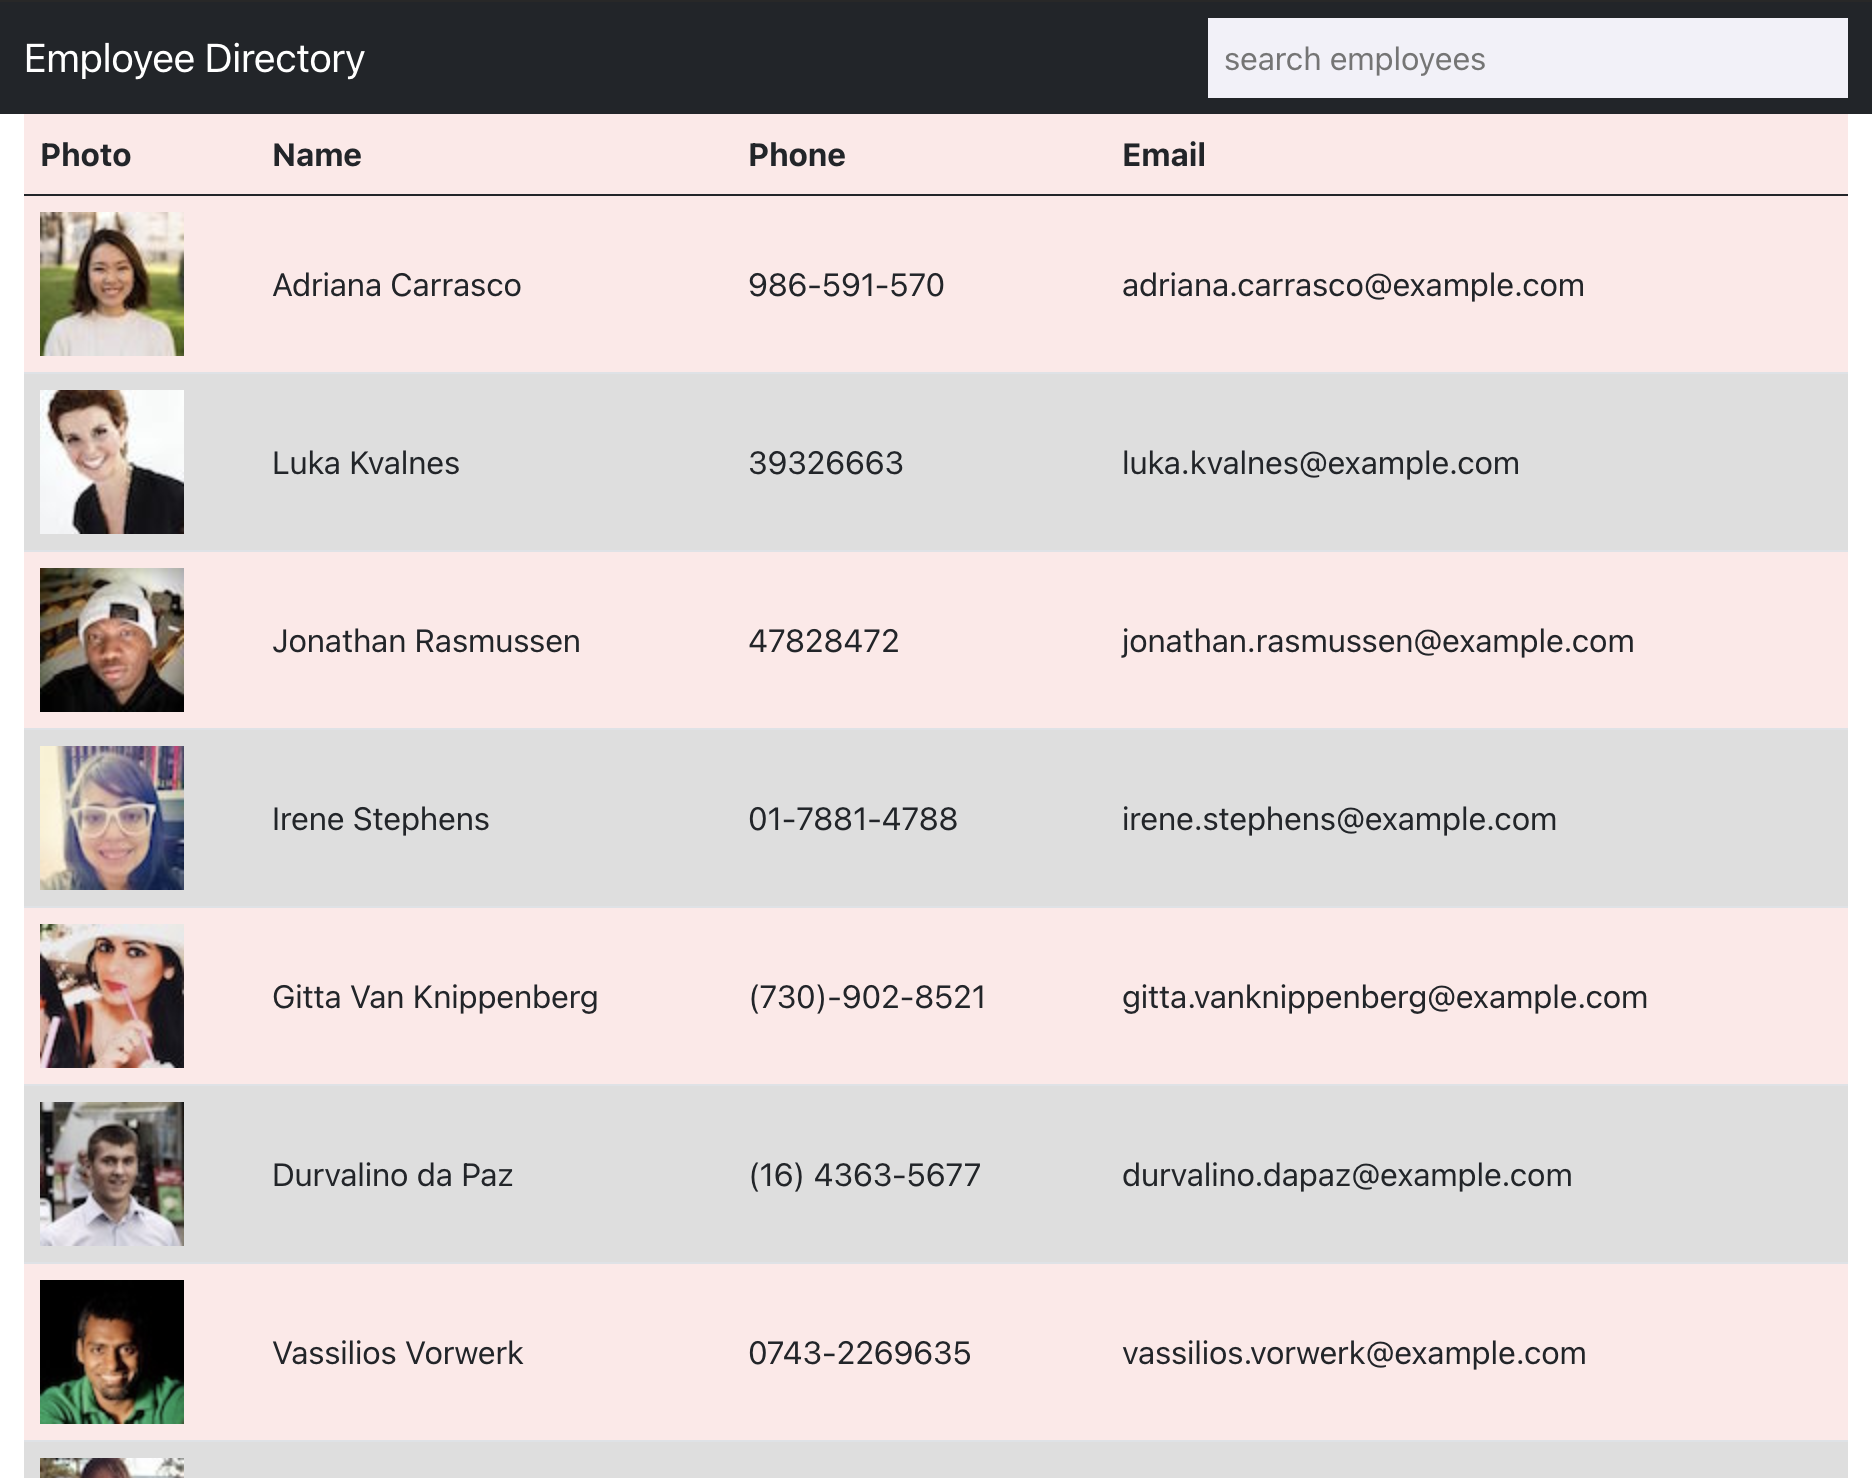 Employee Directory
search employees
Photo Name Phone Email
Adriana Carrasco 986-591-570 adriana.carrasco@example.com
Luka Kvalnes 39326663 luka.kvalnes@example.com
Jonathan Rasmussen 47828472 jonathan.rasmussen@example.com
Irene Stephens 01-7881-4788 irene.stephens@example.com
Gitta Van Knippenberg (730)-902-8521 gitta.vanknippenberg@example.com
Durvalino da Paz (16) 4363-5677 durvalino.dapaz@example.com
Vassilios Vorwerk 0743-2269635 vassilios.vorwerk@example.com